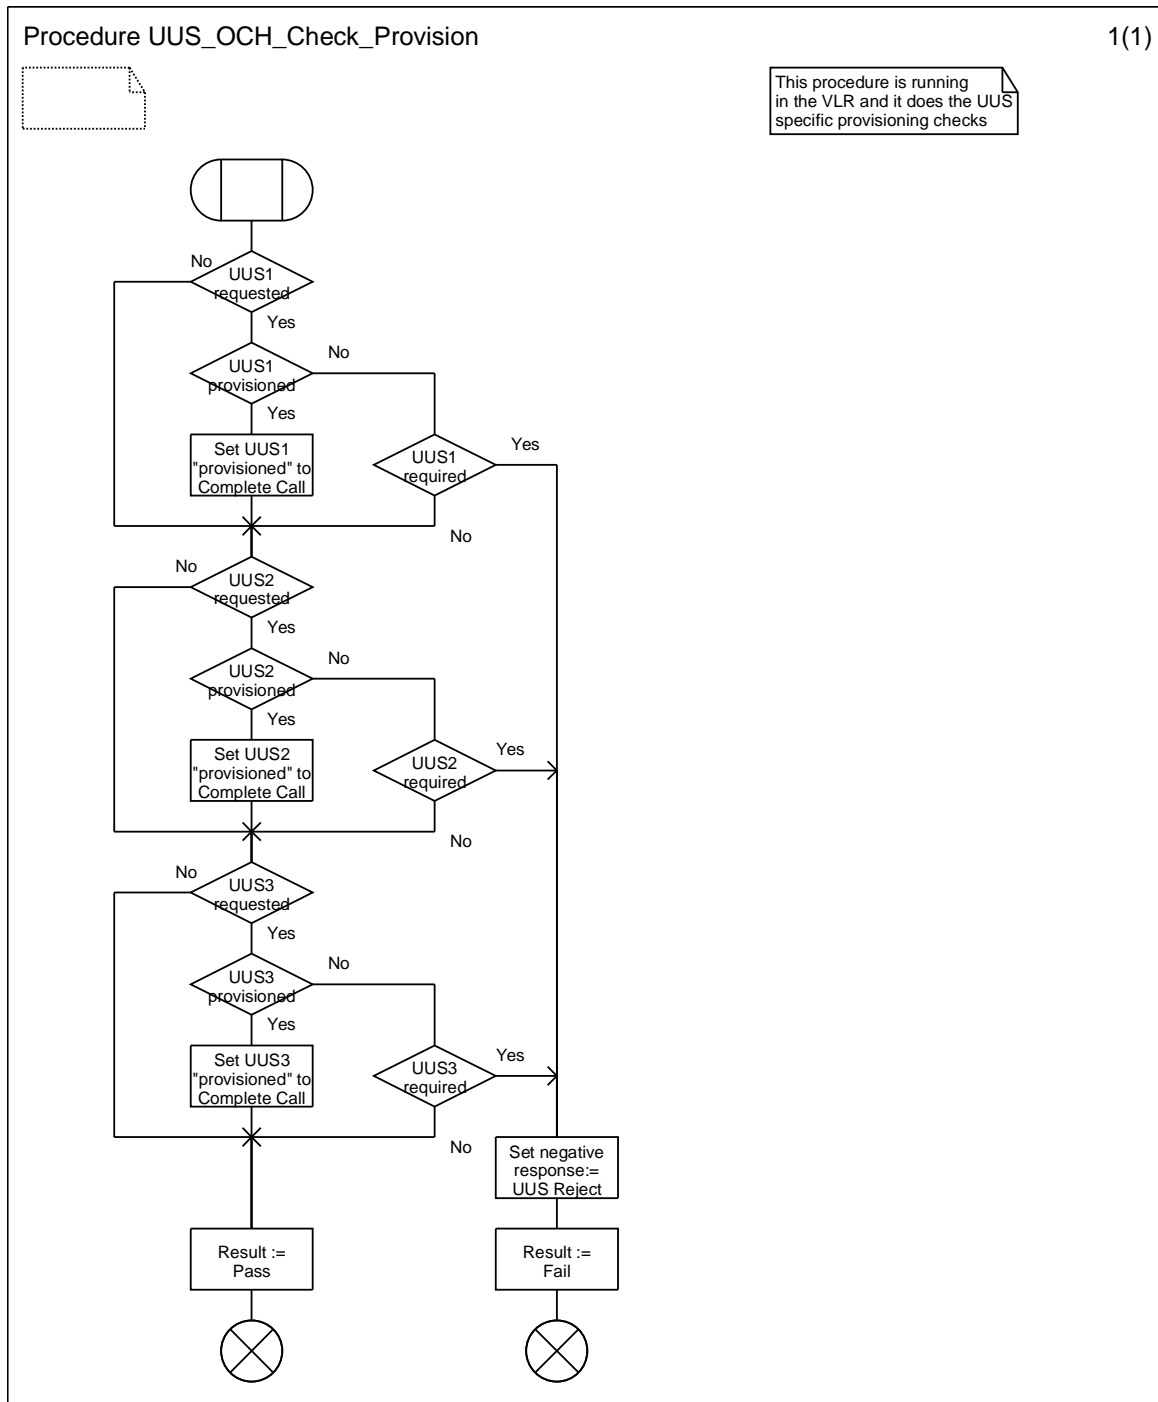 Procedure UUS_OCH_Check_Provision
1(1)
This procedure is running
in the VLR and it does the UUS
specific provisioning checks
No
UUS1
requested
Yes
UUS1
provisioned
No
Yes
Set UUS1
"provisioned" to
Complete Call
UUS1
required
Yes
No
No
UUS2
requested
Yes
UUS2
provisioned
No
Yes
Set UUS2
"provisioned" to
Complete Call
UUS2
required
Yes
No
No
UUS3
requested
Yes
UUS3
provisioned
No
Yes
Set UUS3
"provisioned" to
Complete Call
UUS3
required
Yes
No
Set negative
response:=
UUS Reject
Result :=
Pass
Result :=
Fail